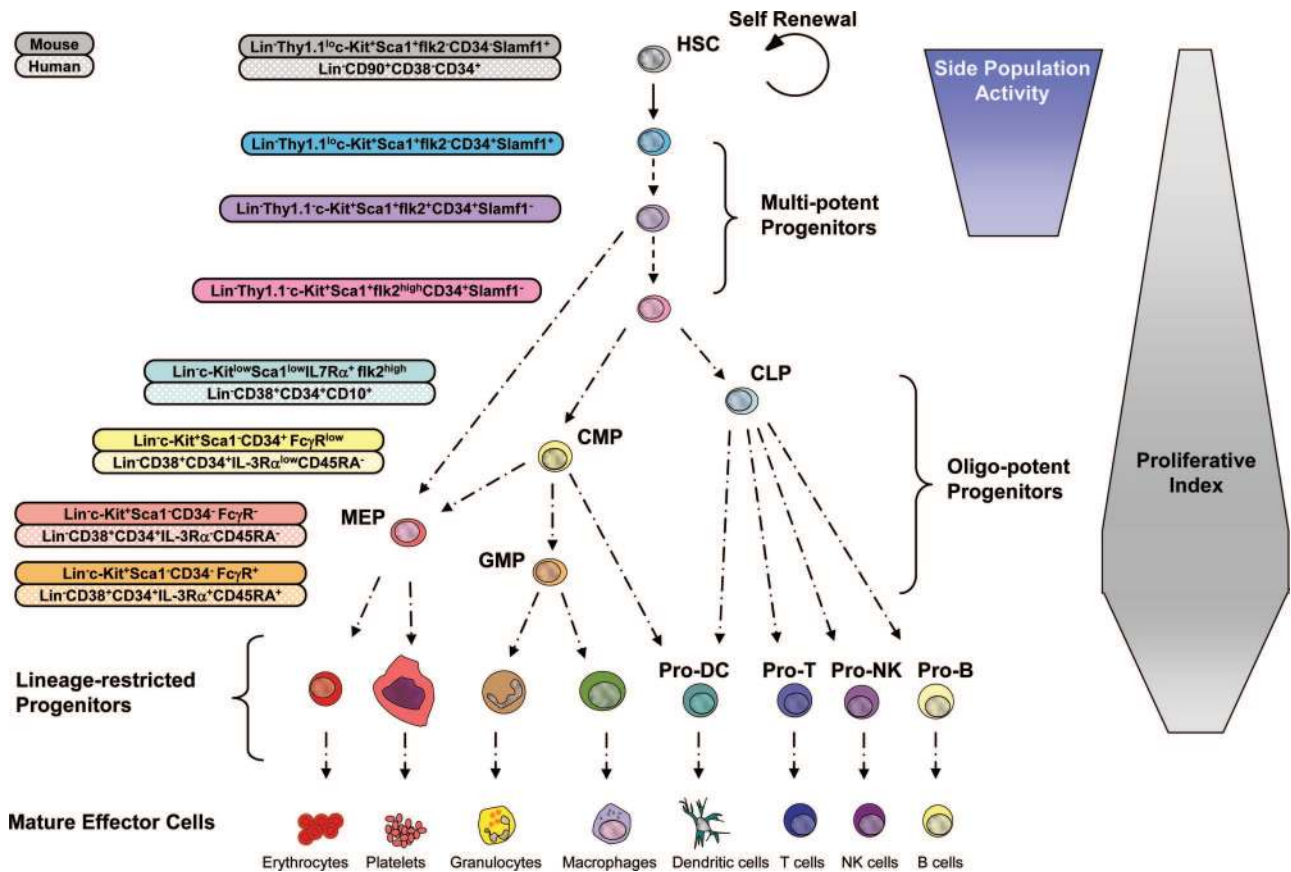 Self Renewal
Mouse
Human
Lin⁻Thy1.1ˡᵒc-Kit⁺Sca1⁺flk2⁻CD34⁻Slamf1⁺
Lin⁻CD90⁺CD38⁻CD34⁺
HSC
Side Population
Activity
Lin⁻Thy1.1ˡᵒc-Kit⁺Sca1⁺flk2⁻CD34⁺Slamf1⁺
Lin⁻Thy1.1⁻c-Kit⁺Sca1⁺flk2⁺CD34⁺Slamf1⁻
Multi-potent
Progenitors
Lin⁻Thy1.1⁻c-Kit⁺Sca1⁺flk2ʰⁱᵍʰCD34⁺Slamf1⁻
Lin⁻c-KitˡᵒʷSca1ˡᵒʷIL7Rα⁺ flk2ʰⁱᵍʰ
Lin⁻CD38⁺CD34⁺CD10⁺
CLP
Lin⁻c-Kit⁺Sca1⁻CD34⁺ FcγRˡᵒʷ
Lin⁻CD38⁺CD34⁺IL-3RαˡᵒʷCD45RA⁻
CMP
Oligo-potent
Progenitors
Proliferative
Index
Lin⁻c-Kit⁺Sca1⁻CD34⁻ FcγR⁻
Lin⁻CD38⁺CD34⁺IL-3Rα⁻CD45RA⁻
MEP
Lin⁻c-Kit⁺Sca1⁻CD34⁻ FcγR⁺
Lin⁻CD38⁺CD34⁺IL-3Rα⁺CD45RA⁺
GMP
Lineage-restricted
Progenitors
Pro-DC
Pro-T
Pro-NK
Pro-B
Mature Effector Cells
Erythrocytes
Platelets
Granulocytes
Macrophages
Dendritic cells
T cells
NK cells
B cells